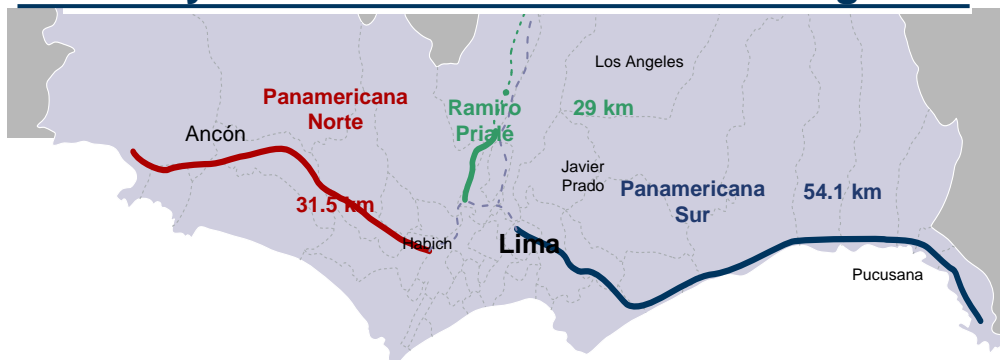 Los Angeles
Panamericana
Norte
Ramiro
Prialé
29 km
Ancón
Javier
Prado
Panamericana
Sur
54.1 km
31.5 km
Habich
Lima
Pucusana